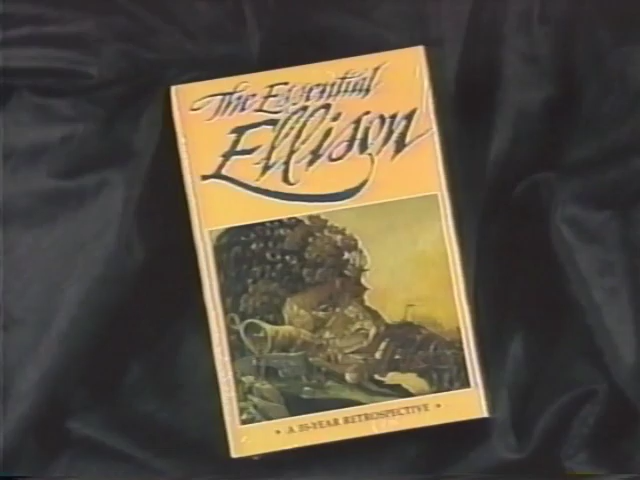 The Essential
Ellison
• A 35-YEAR RETROSPECTIVE •